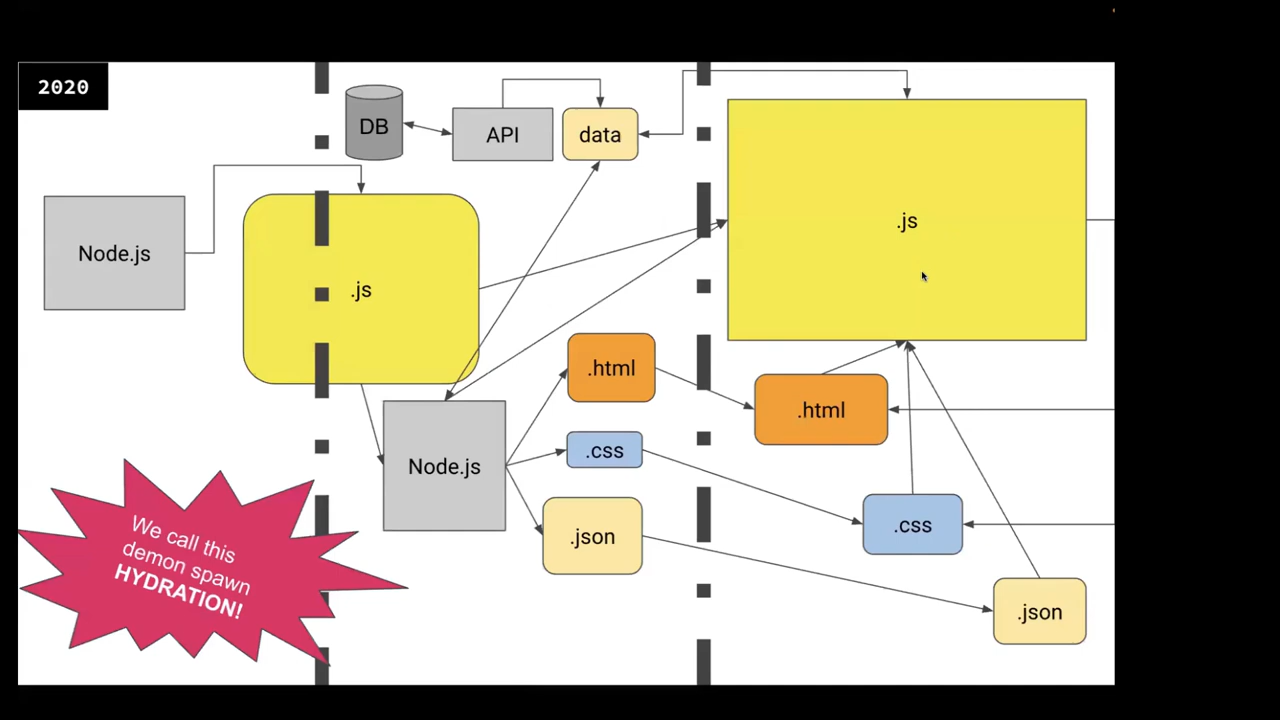 2020
DB
API
data
Node.js
.js
.js
.html
.html
Node.js
.css
.css
.json
.json
We call this
demon spawn
HYDRATION!